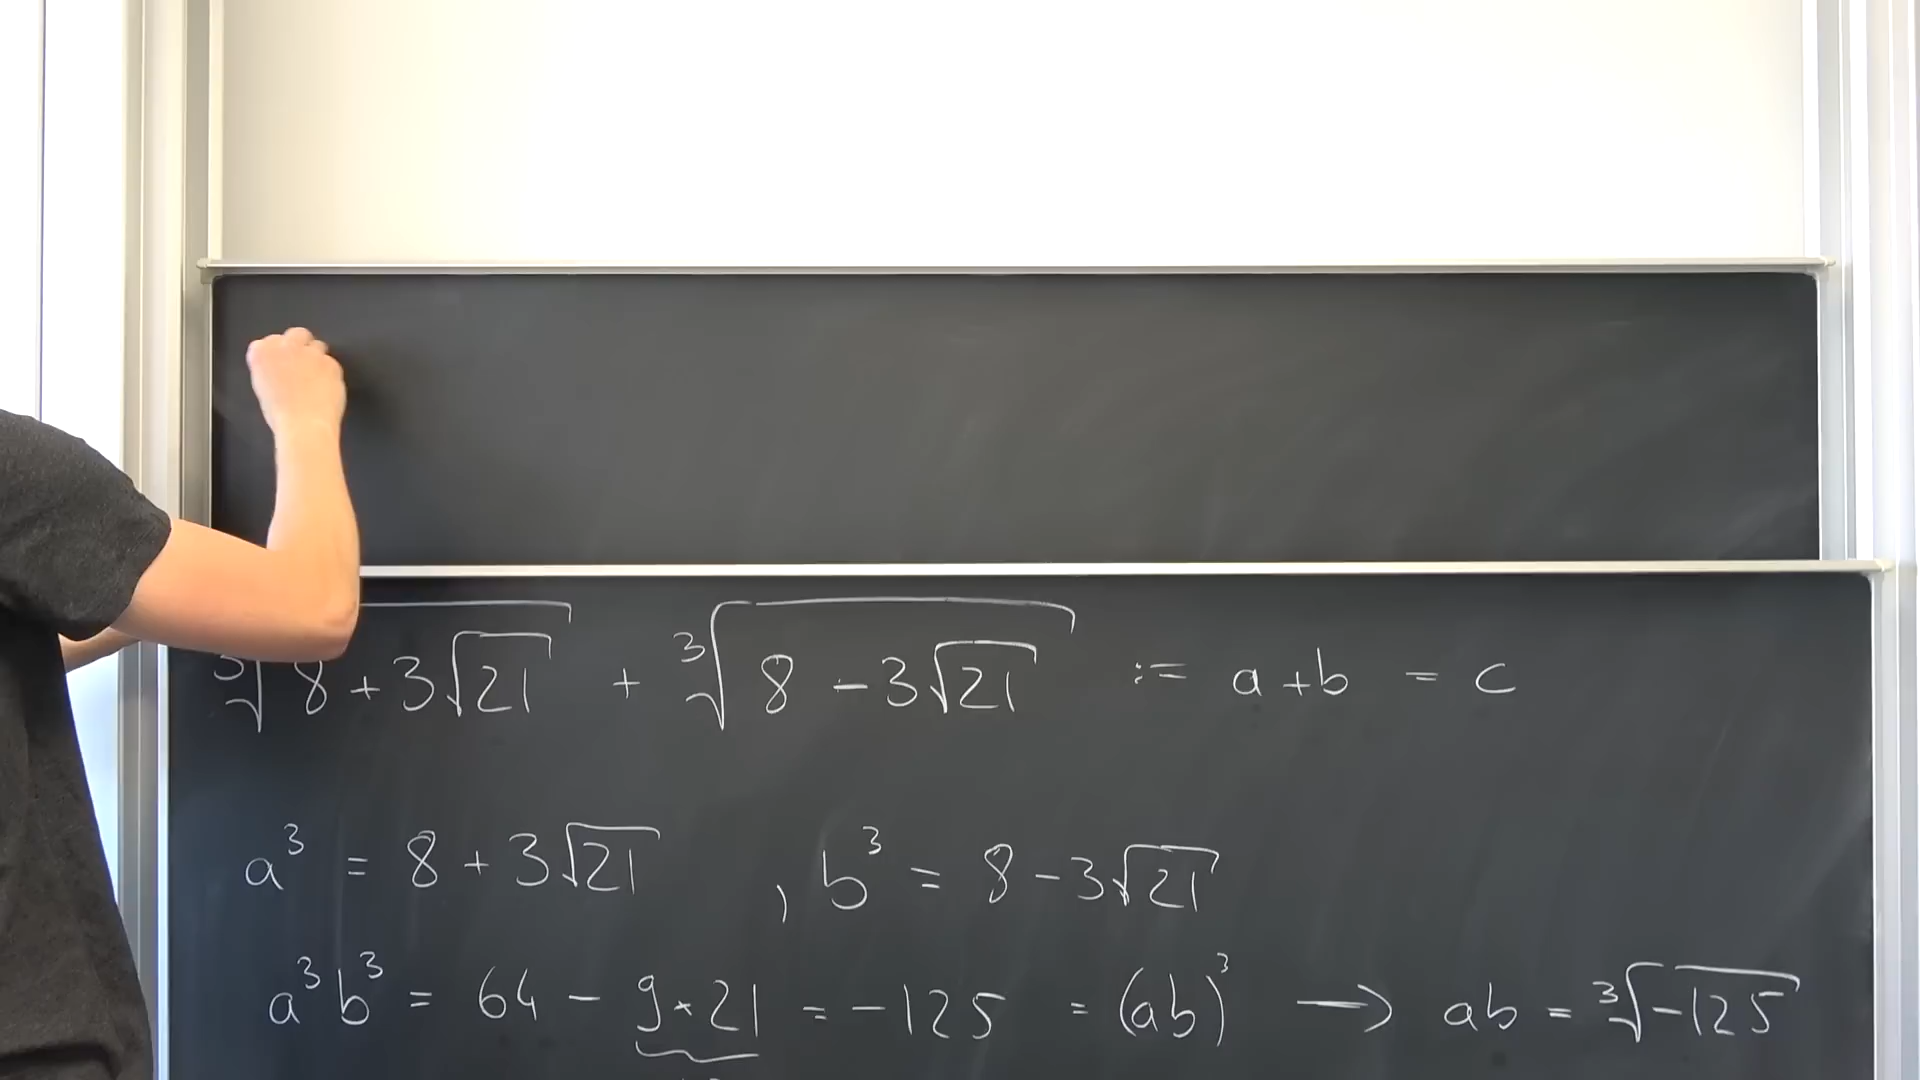 ∛(8 + 3√21) + ∛(8 - 3√21) := a + b = c
a³ = 8 + 3√21 , b³ = 8 - 3√21
a³b³ = 64 - 9*21 = -125 = (ab)³ → ab = ∛-125